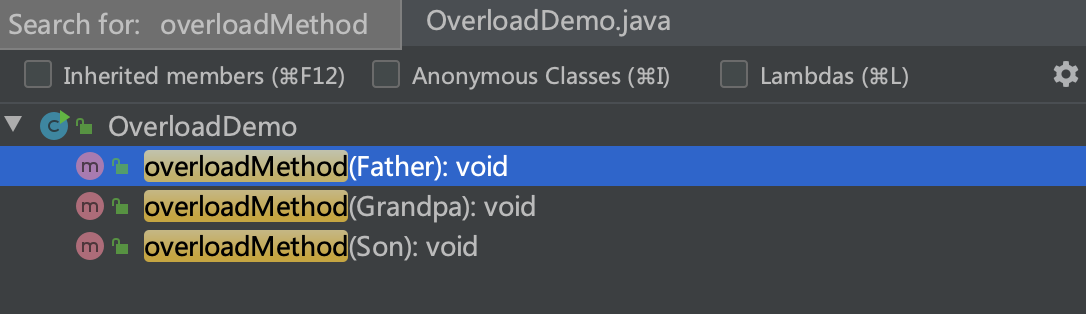 Search for: overloadMethod
OverloadDemo.java
Inherited members (⌘F12) Anonymous Classes (⌘I) Lambdas (⌘L)
C OverloadDemo
m overloadMethod(Father): void
m overloadMethod(Grandpa): void
m overloadMethod(Son): void